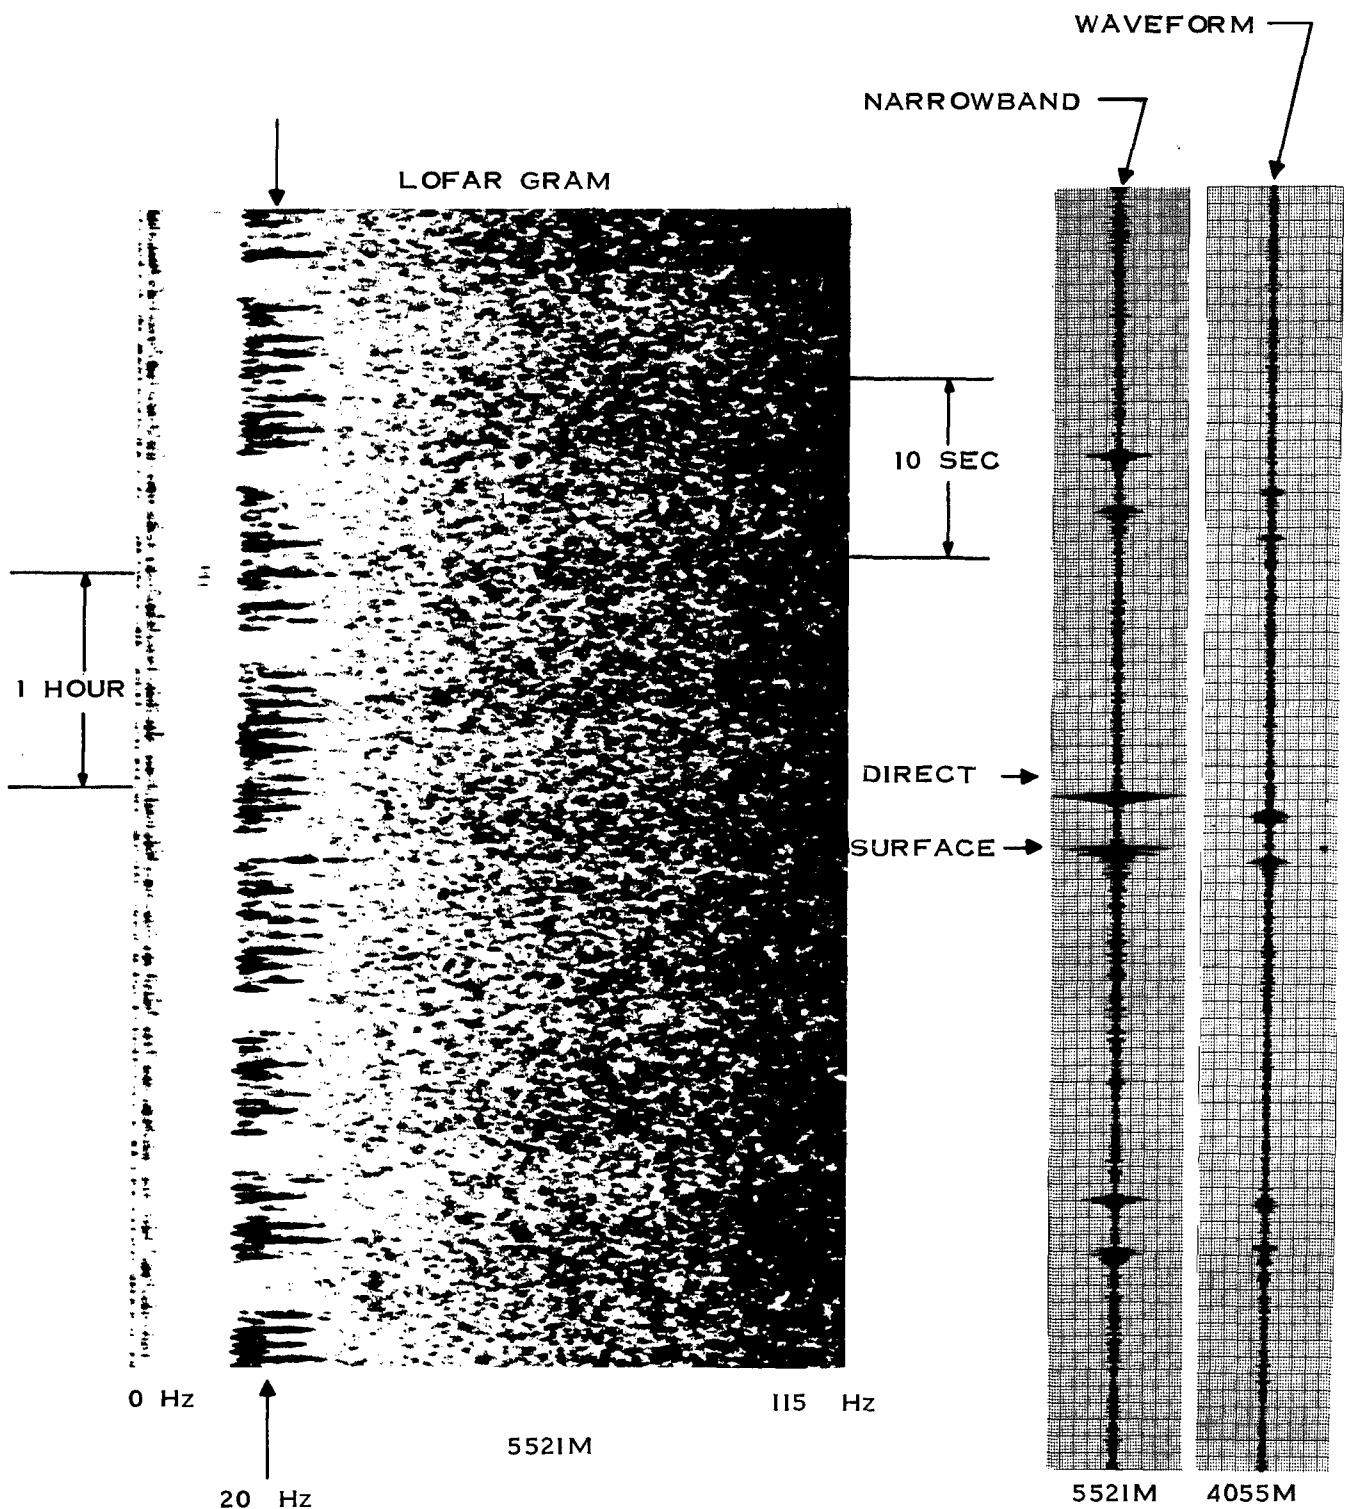 WAVEFORM
NARROWBAND
LOFAR GRAM
10 SEC
1 HOUR
DIRECT
SURFACE
0 Hz
115 Hz
5521M
20 Hz
5521M
4055M